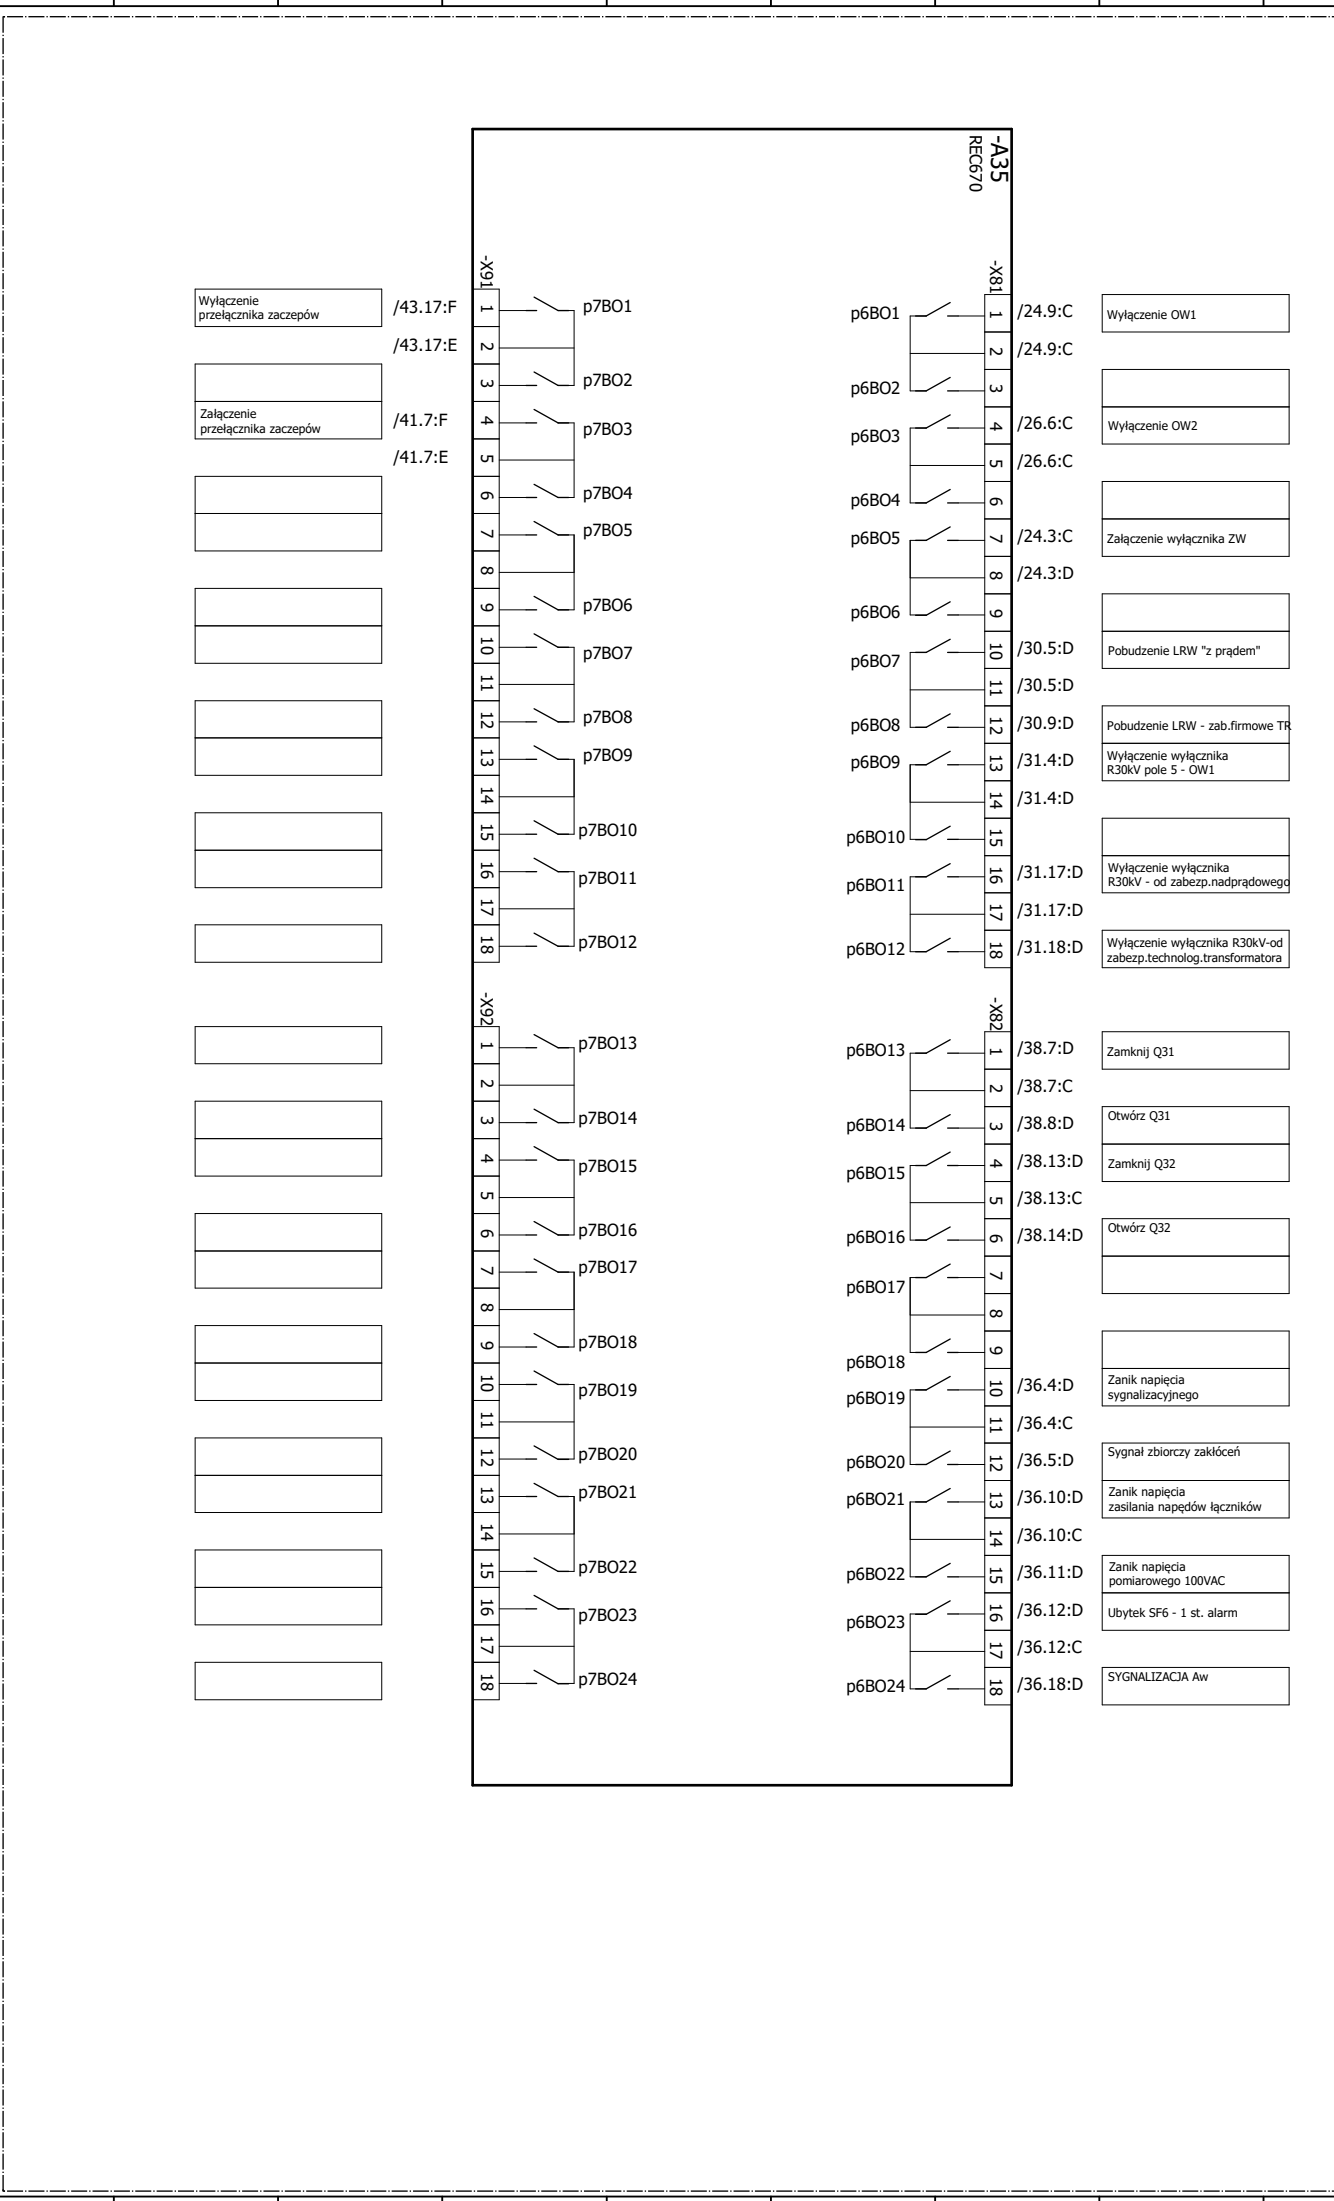 -A35
REC670
-X91
Wyłączenie
przełącznika zaczepów
/43.17:F
1
p7BO1
/43.17:E
2
3
p7BO2
Załączenie
przełącznika zaczepów
/41.7:F
4
p7BO3
/41.7:E
5
6
p7BO4
7
p7BO5
8
9
p7BO6
10
p7BO7
11
12
p7BO8
13
p7BO9
14
15
p7BO10
16
p7BO11
17
18
p7BO12
-X92
1
p7BO13
2
3
p7BO14
4
p7BO15
5
6
p7BO16
7
p7BO17
8
9
p7BO18
10
p7BO19
11
12
p7BO20
13
p7BO21
14
15
p7BO22
16
p7BO23
17
18
p7BO24
-X81
p6BO1
1
/24.9:C
Wyłączenie OW1
2
/24.9:C
p6BO2
3
p6BO3
4
/26.6:C
Wyłączenie OW2
5
/26.6:C
p6BO4
6
p6BO5
7
/24.3:C
Załączenie wyłącznika ZW
8
/24.3:D
p6BO6
9
p6BO7
10
/30.5:D
Pobudzenie LRW "z prądem"
11
/30.5:D
p6BO8
12
/30.9:D
Pobudzenie LRW - zab.firmowe TR
p6BO9
13
/31.4:D
Wyłączenie wyłącznika
R30kV pole 5 - OW1
14
/31.4:D
p6BO10
15
p6BO11
16
/31.17:D
Wyłączenie wyłącznika
R30kV - od zabezp.nadprądowego
17
/31.17:D
p6BO12
18
/31.18:D
Wyłączenie wyłącznika R30kV-od
zabezp.technolog.transformatora
-X82
p6BO13
1
/38.7:D
Zamknij Q31
2
/38.7:C
p6BO14
3
/38.8:D
Otwórz Q31
p6BO15
4
/38.13:D
Zamknij Q32
5
/38.13:C
p6BO16
6
/38.14:D
Otwórz Q32
p6BO17
7
8
p6BO18
9
p6BO19
10
/36.4:D
Zanik napięcia
sygnalizacyjnego
11
/36.4:C
p6BO20
12
/36.5:D
Sygnał zbiorczy zakłóceń
p6BO21
13
/36.10:D
Zanik napięcia
zasilania napędów łączników
14
/36.10:C
p6BO22
15
/36.11:D
Zanik napięcia
pomiarowego 100VAC
p6BO23
16
/36.12:D
Ubytek SF6 - 1 st. alarm
17
/36.12:C
p6BO24
18
/36.18:D
SYGNALIZACJA Aw